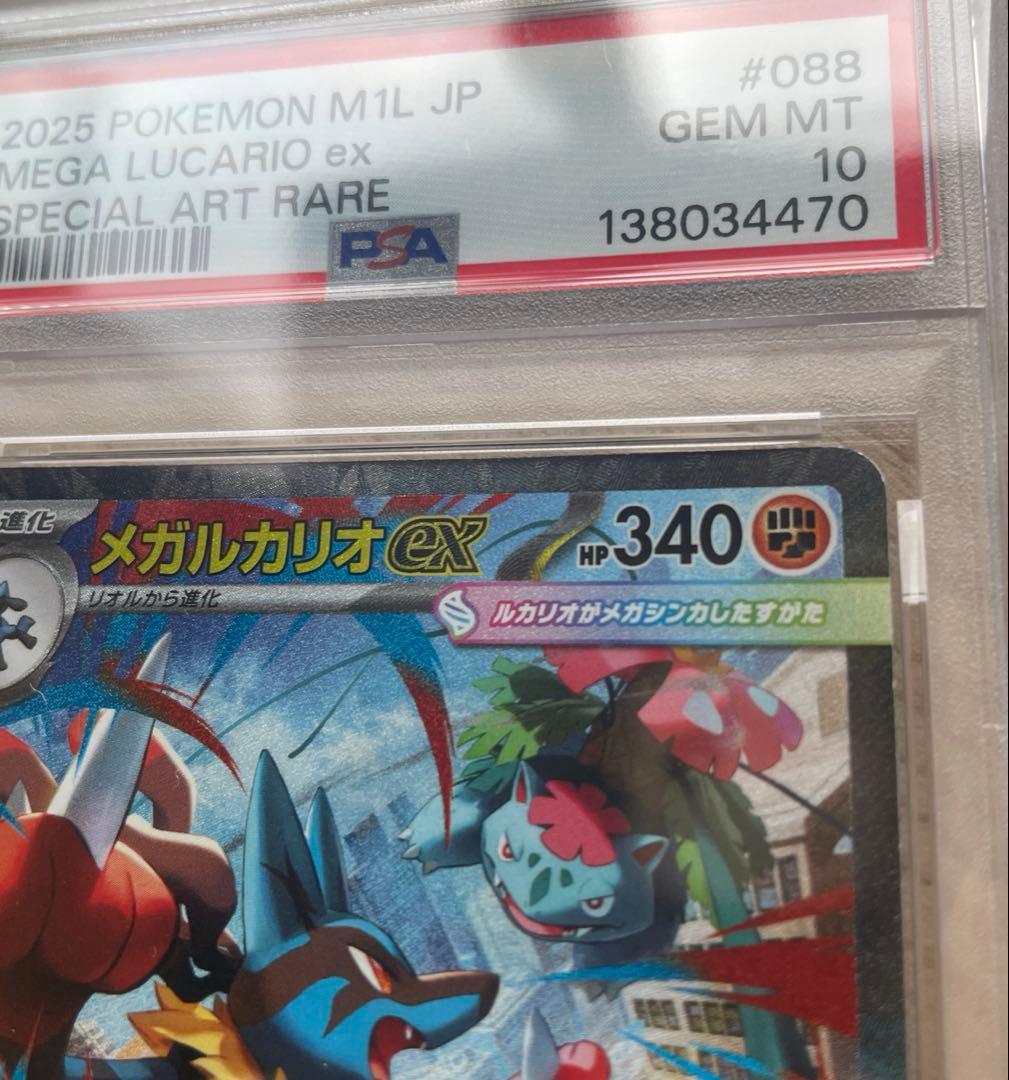 2025 POKEMON M1L JP
#088
MEGA LUCARIO ex
GEM MT
SPECIAL ART RARE
10
PSA
138034470
進化
メガルカリオex
HP340
リオルから進化
ルカリオがメガシンカしたすがた